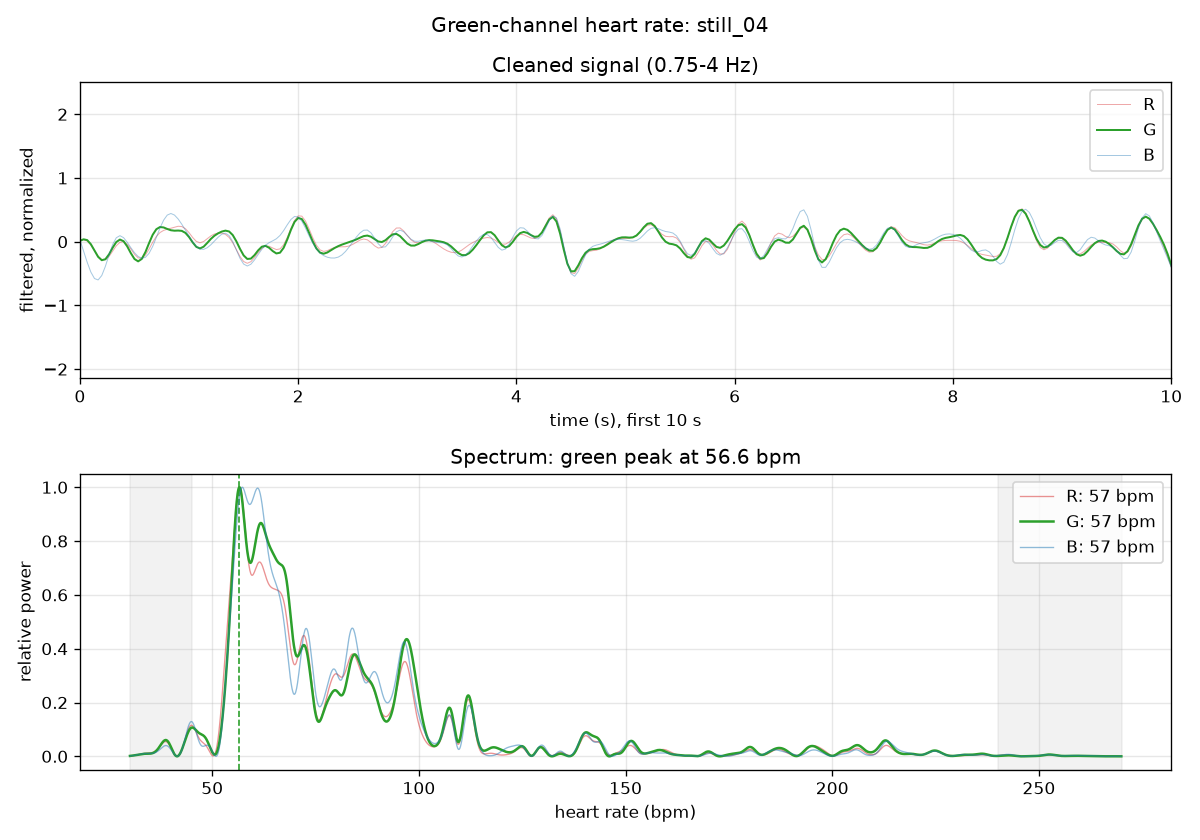 Green-channel heart rate: still_04
Cleaned signal (0.75-4 Hz)
R
G
B
2
1
0
−1
−2
filtered, normalized
0 2 4 6 8 10
time (s), first 10 s
Spectrum: green peak at 56.6 bpm
R: 57 bpm
G: 57 bpm
B: 57 bpm
1.0
0.8
0.6
0.4
0.2
0.0
relative power
50 100 150 200 250
heart rate (bpm)